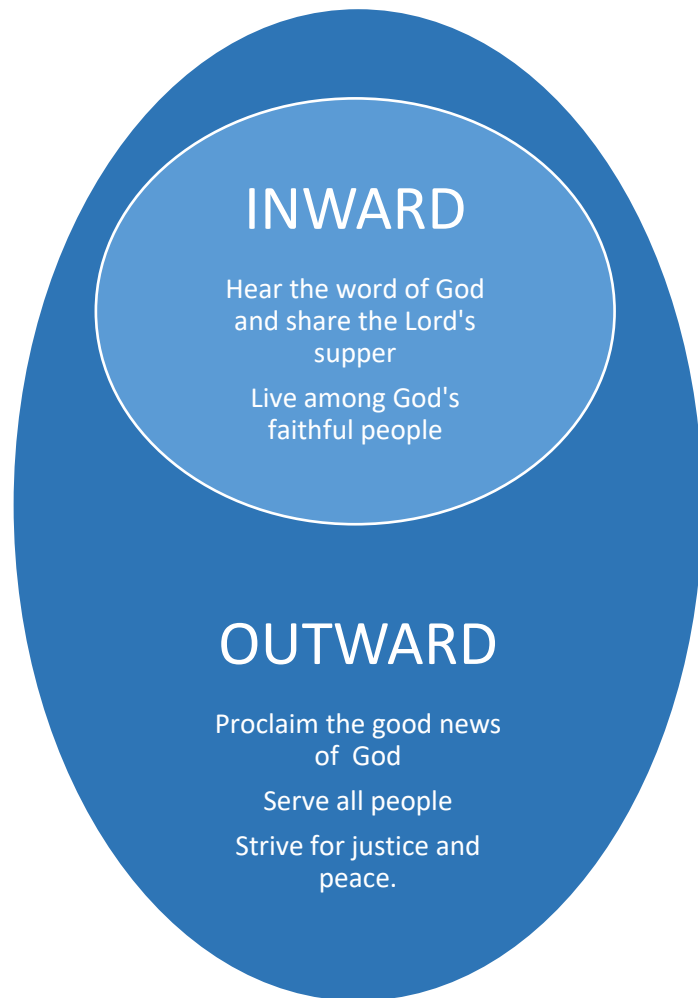 INWARD
Hear the word of God
and share the Lord's
supper
Live among God's
faithful people
OUTWARD
Proclaim the good news
of  God
Serve all people
Strive for justice and
peace.